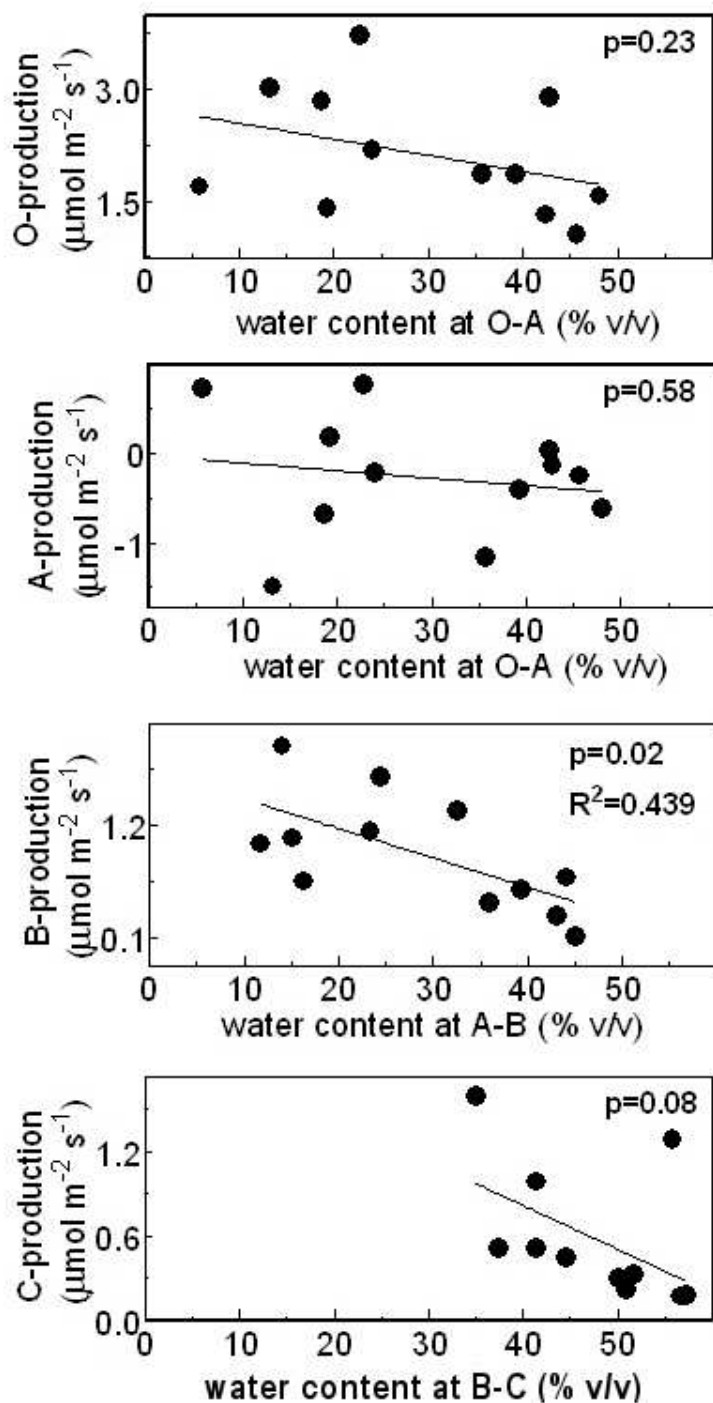 p=0.23
O-production
(µmol m⁻² s⁻¹)
3.0
1.5
0 10 20 30 40 50
water content at O-A (% v/v)
p=0.58
A-production
(µmol m⁻² s⁻¹)
0
-1
0 10 20 30 40 50
water content at O-A (% v/v)
p=0.02
R²=0.439
B-production
(µmol m⁻² s⁻¹)
1.2
-0.1
0 10 20 30 40 50
water content at A-B (% v/v)
p=0.08
C-production
(µmol m⁻² s⁻¹)
1.2
0.6
0.0
0 10 20 30 40 50
water content at B-C (% v/v)